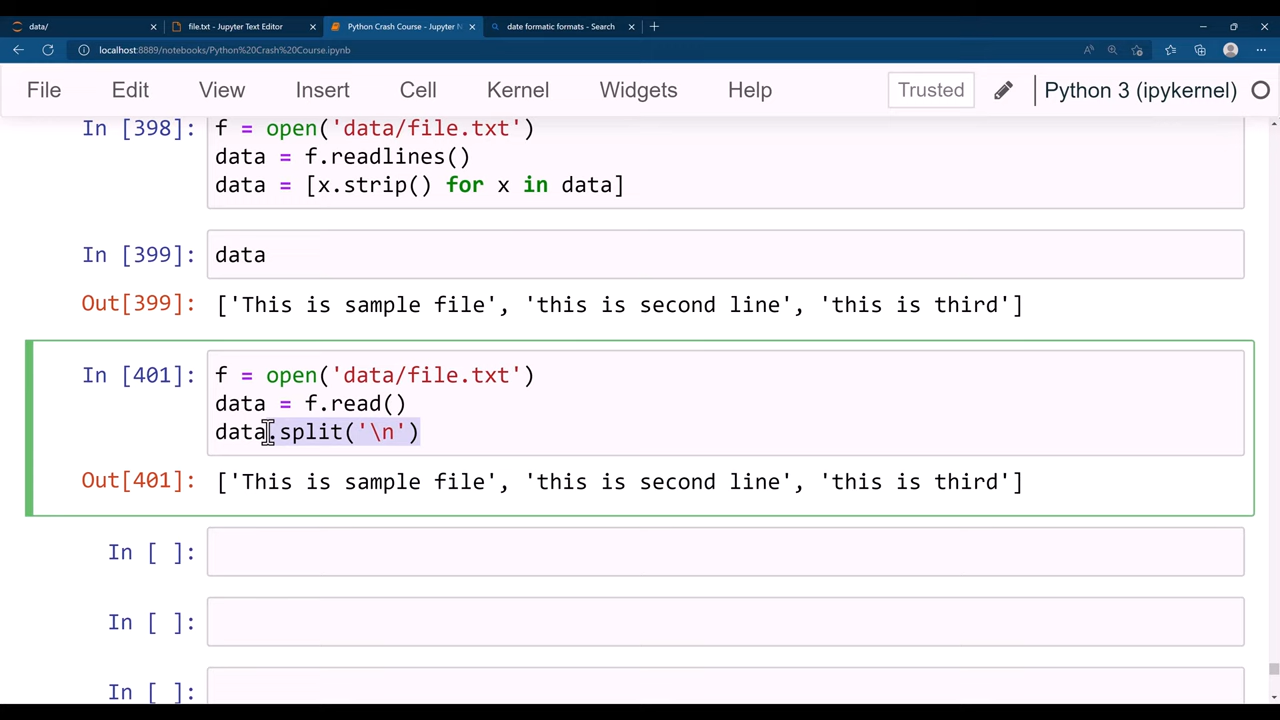 data/
file.txt - Jupyter Text Editor
Python Crash Course - Jupyter N
date formatic formats - Search
localhost:8889/notebooks/Python%20Crash%20Course.ipynb
File Edit View Insert Cell Kernel Widgets Help Trusted Python 3 (ipykernel)
In [398]: f = open('data/file.txt')
data = f.readlines()
data = [x.strip() for x in data]
In [399]: data
Out[399]: ['This is sample file', 'this is second line', 'this is third']
In [401]: f = open('data/file.txt')
data = f.read()
data.split('\n')
Out[401]: ['This is sample file', 'this is second line', 'this is third']
In [ ]:
In [ ]:
In [ ]: